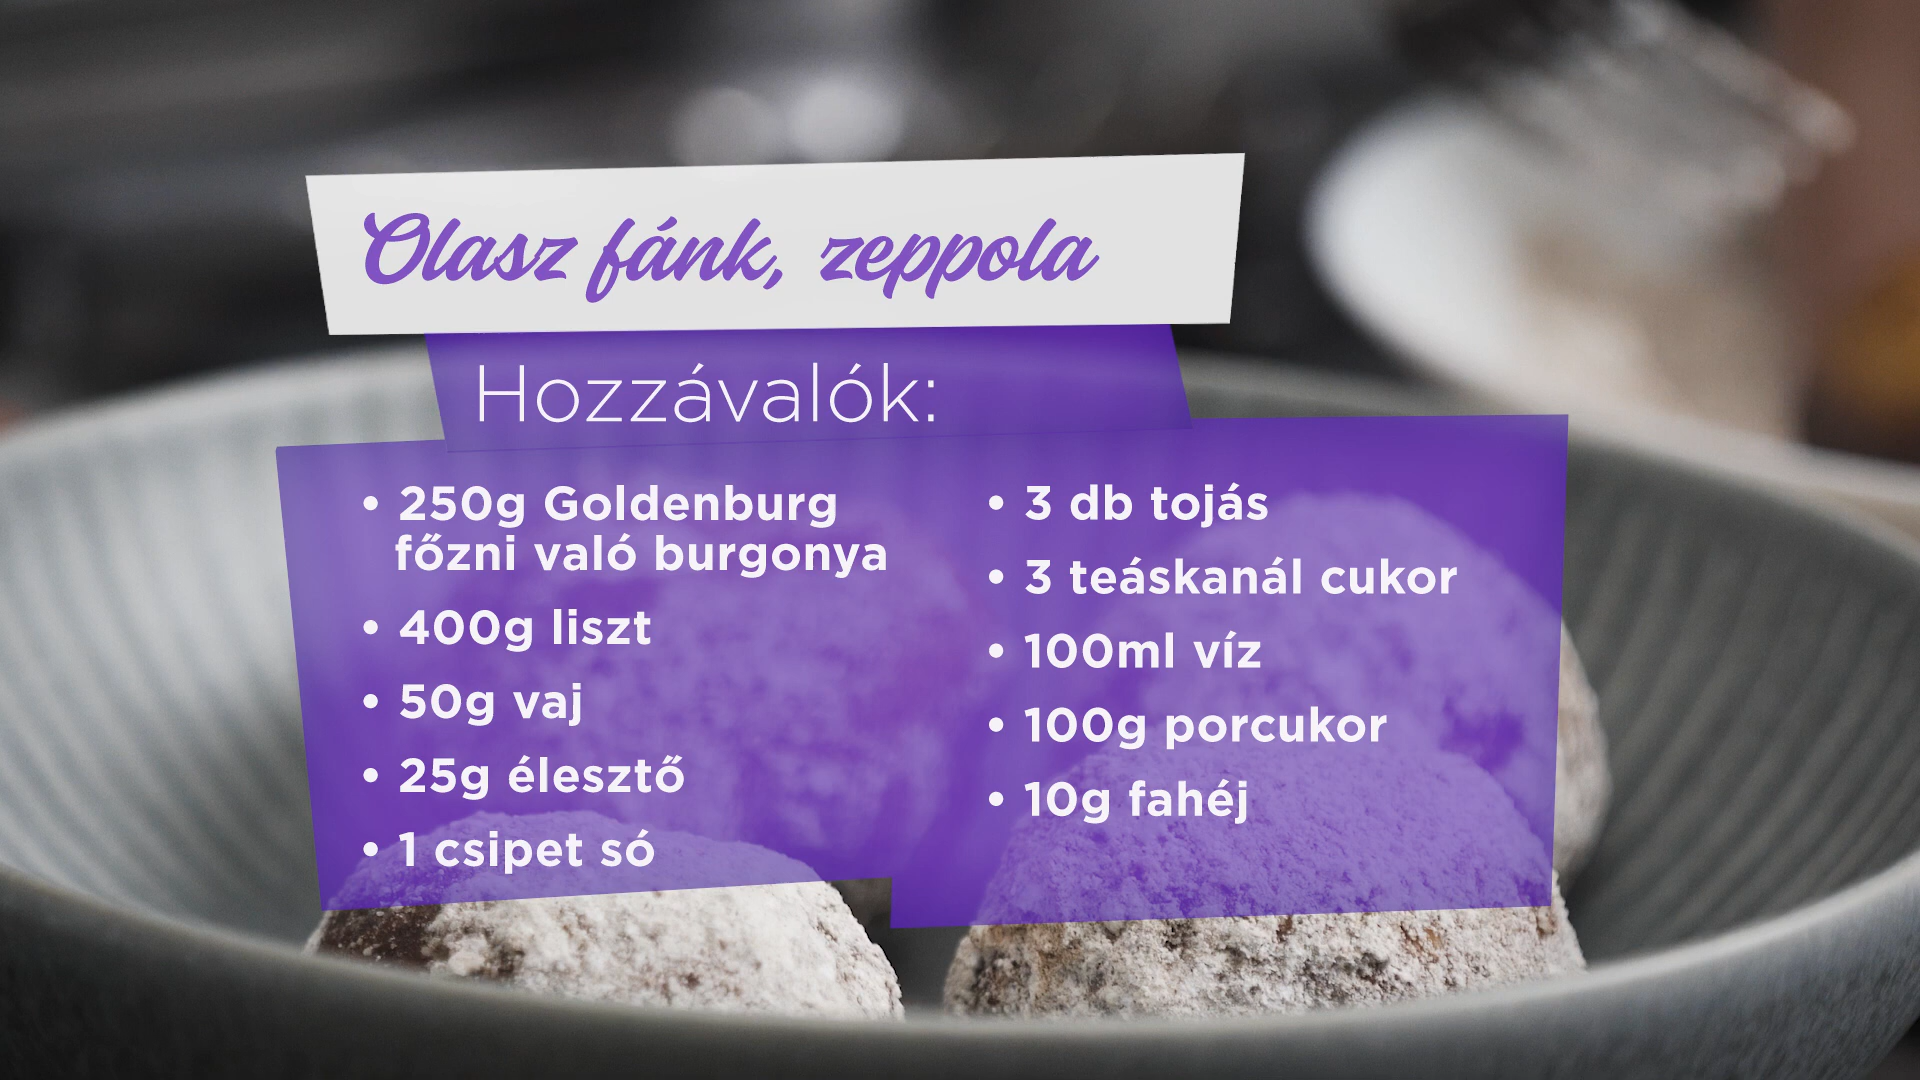 Olasz fánk, zeppola
Hozzávalók:
• 250g Goldenburg
főzni való burgonya
• 400g liszt
• 50g vaj
• 25g élesztő
• 1 csipet só
• 3 db tojás
• 3 teáskanál cukor
• 100ml víz
• 100g porcukor
• 10g fahéj